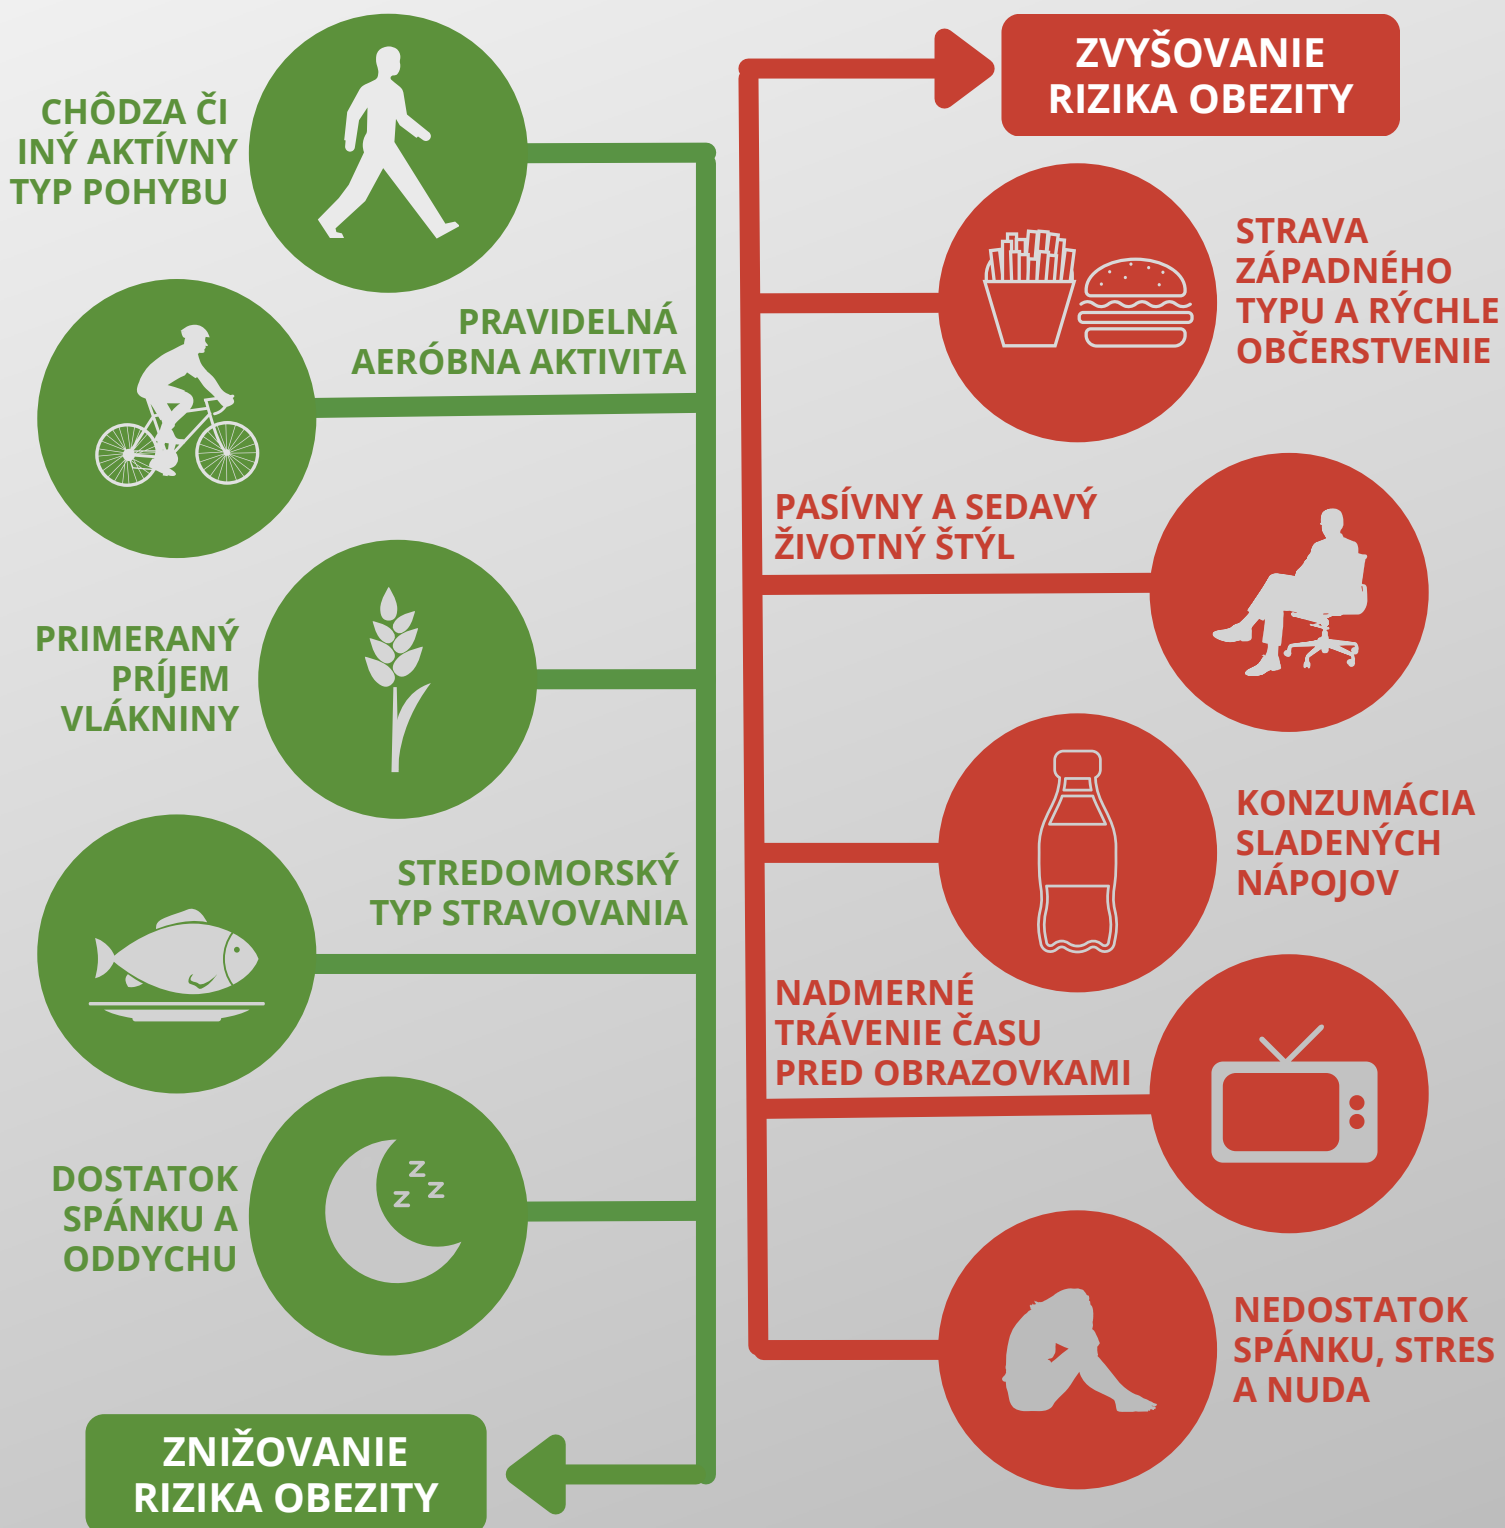 CHÔDZA ČI
INÝ AKTÍVNY
TYP POHYBU
PRAVIDELNÁ
AERÓBNA AKTIVITA
PRIMERANÝ
PRÍJEM
VLÁKNINY
STREDOMORSKÝ
TYP STRAVOVANIA
DOSTATOK
SPÁNKU A
ODDYCHU
z
z
z
ZNIŽOVANIE
RIZIKA OBEZITY
ZVYŠOVANIE
RIZIKA OBEZITY
STRAVA
ZÁPADNÉHO
TYPU A RÝCHLE
OBČERSTVENIE
PASÍVNY A SEDAVÝ
ŽIVOTNÝ ŠTÝL
KONZUMÁCIA
SLADENÝCH
NÁPOJOV
NADMERNÉ
TRÁVENIE ČASU
PRED OBRAZOVKAMI
NEDOSTATOK
SPÁNKU, STRES
A NUDA